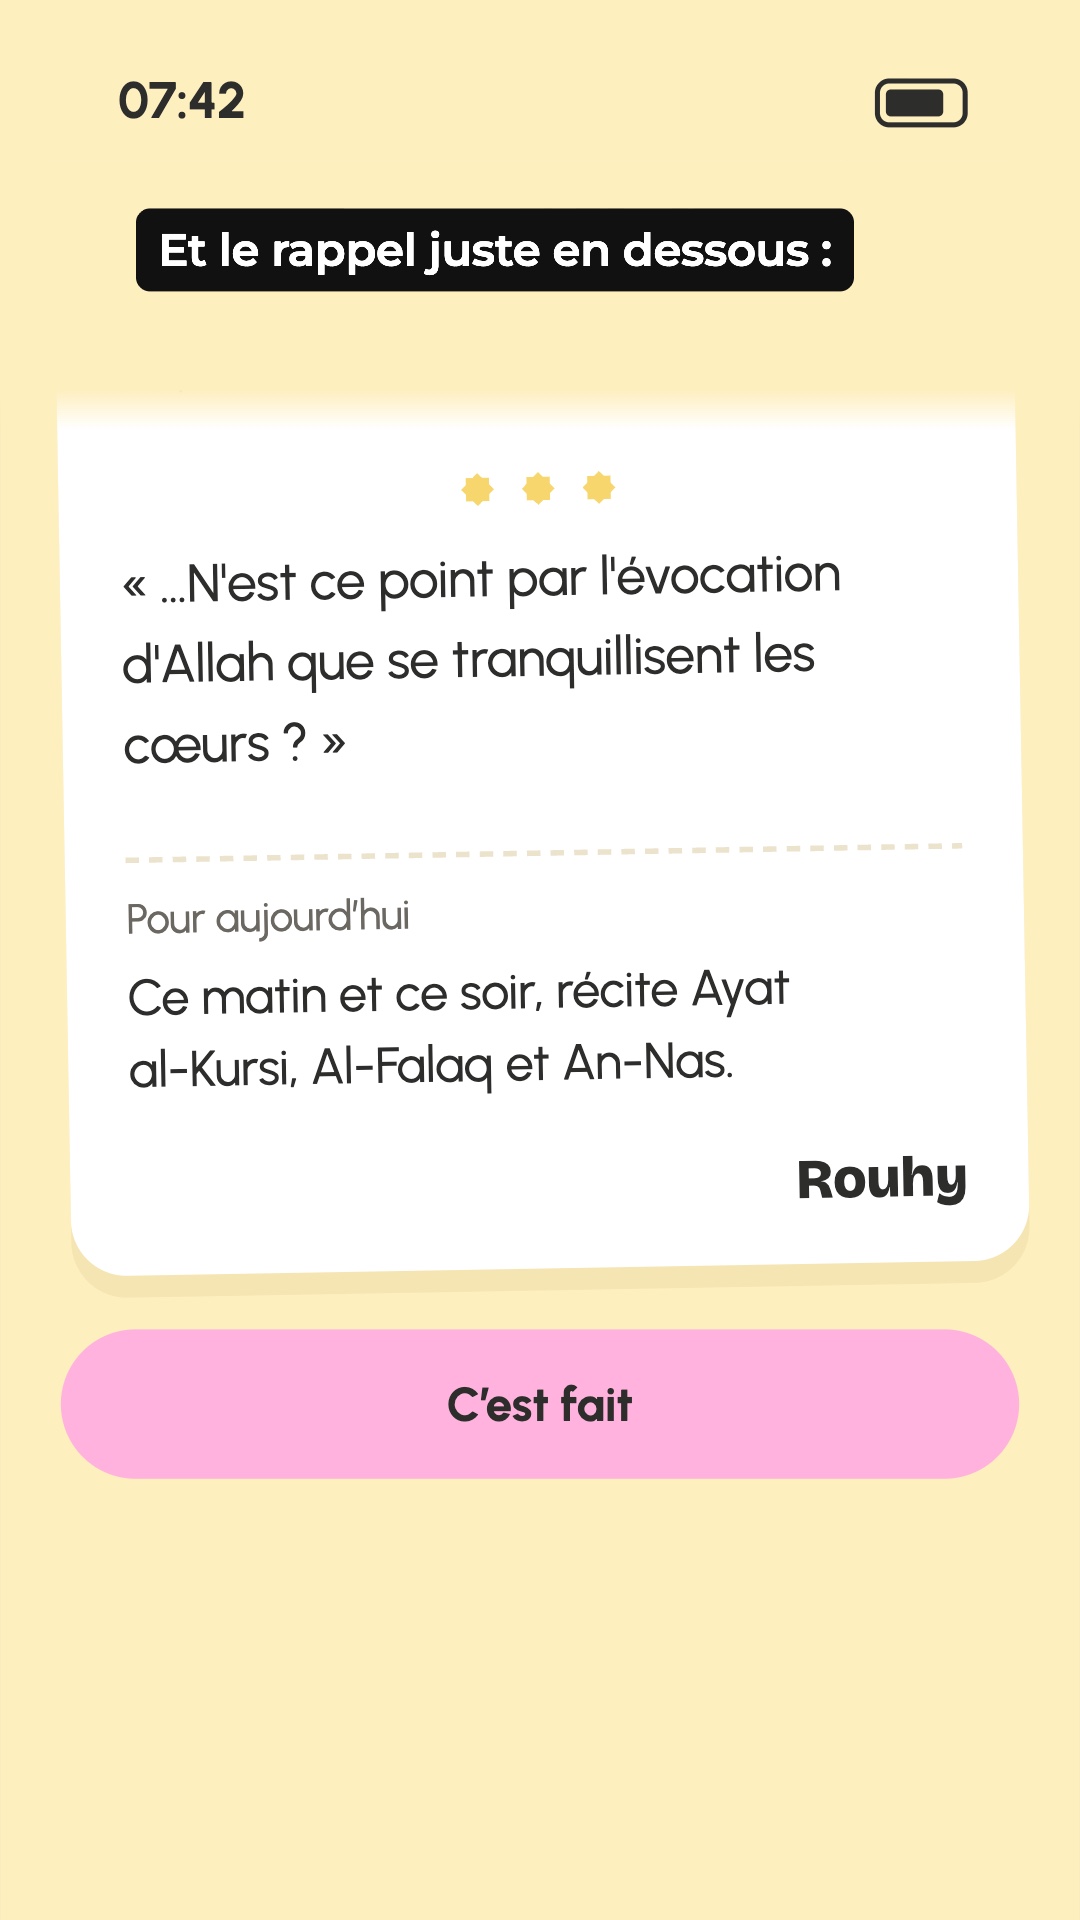 07:42
Et le rappel juste en dessous :
« ...N'est ce point par l'évocation
d'Allah que se tranquillisent les
cœurs ? »
Pour aujourd’hui
Ce matin et ce soir, récite Ayat
al-Kursi, Al-Falaq et An-Nas.
Rouhy
C’est fait